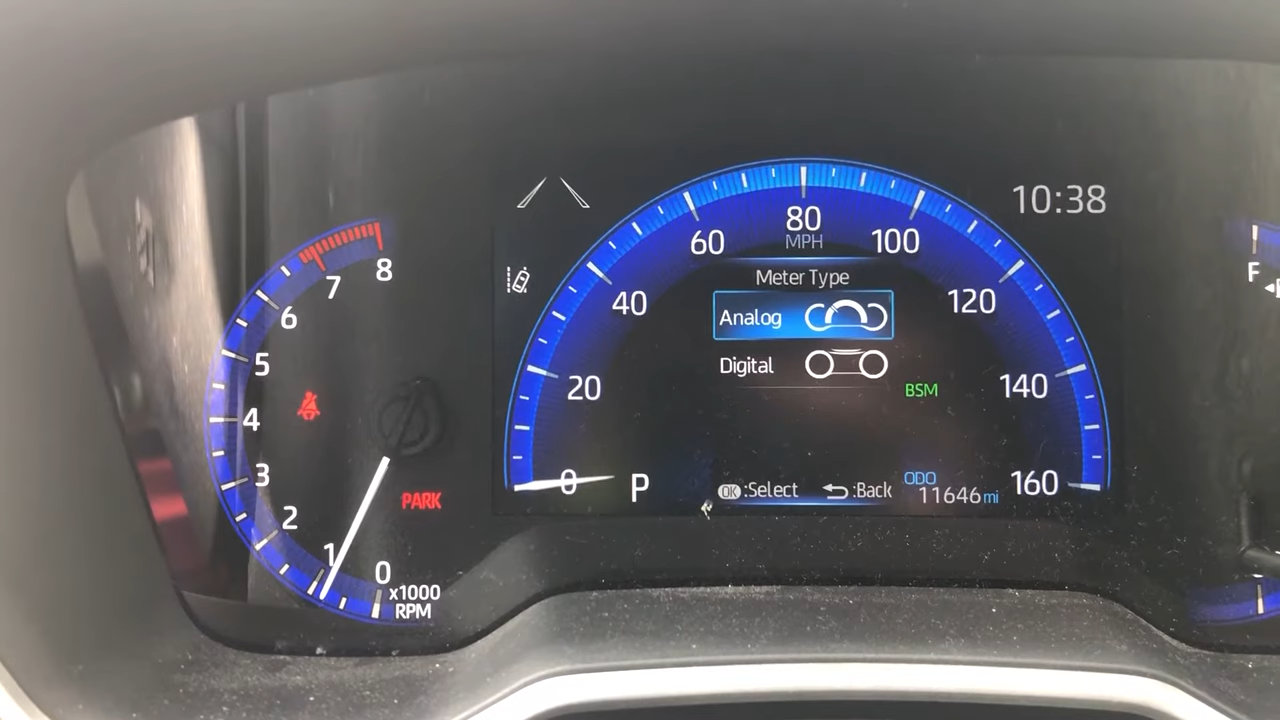 8
7
6
5
4
3
2
1
0
x1000
RPM
PARK
0
20
40
60
80
100
120
140
160
MPH
Meter Type
Analog
Digital
BSM
P
OK:Select
:Back
ODO
11646 mi
10:38
F